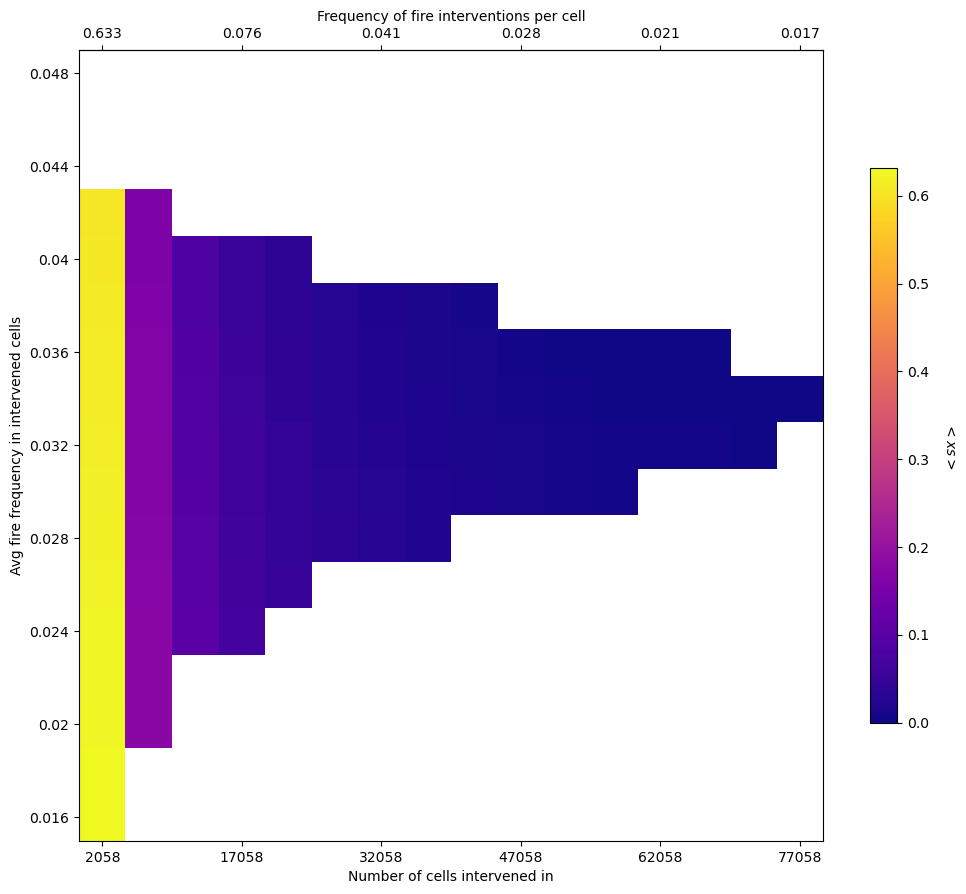 Frequency of fire interventions per cell
0.633 0.076 0.041 0.028 0.021 0.017
0.048
0.044
0.04
0.036
0.032
0.028
0.024
0.02
0.016
Avg fire frequency in intervened cells
2058 17058 32058 47058 62058 77058
Number of cells intervened in
0.6
0.5
0.4
0.3
0.2
0.1
0.0
< sx >